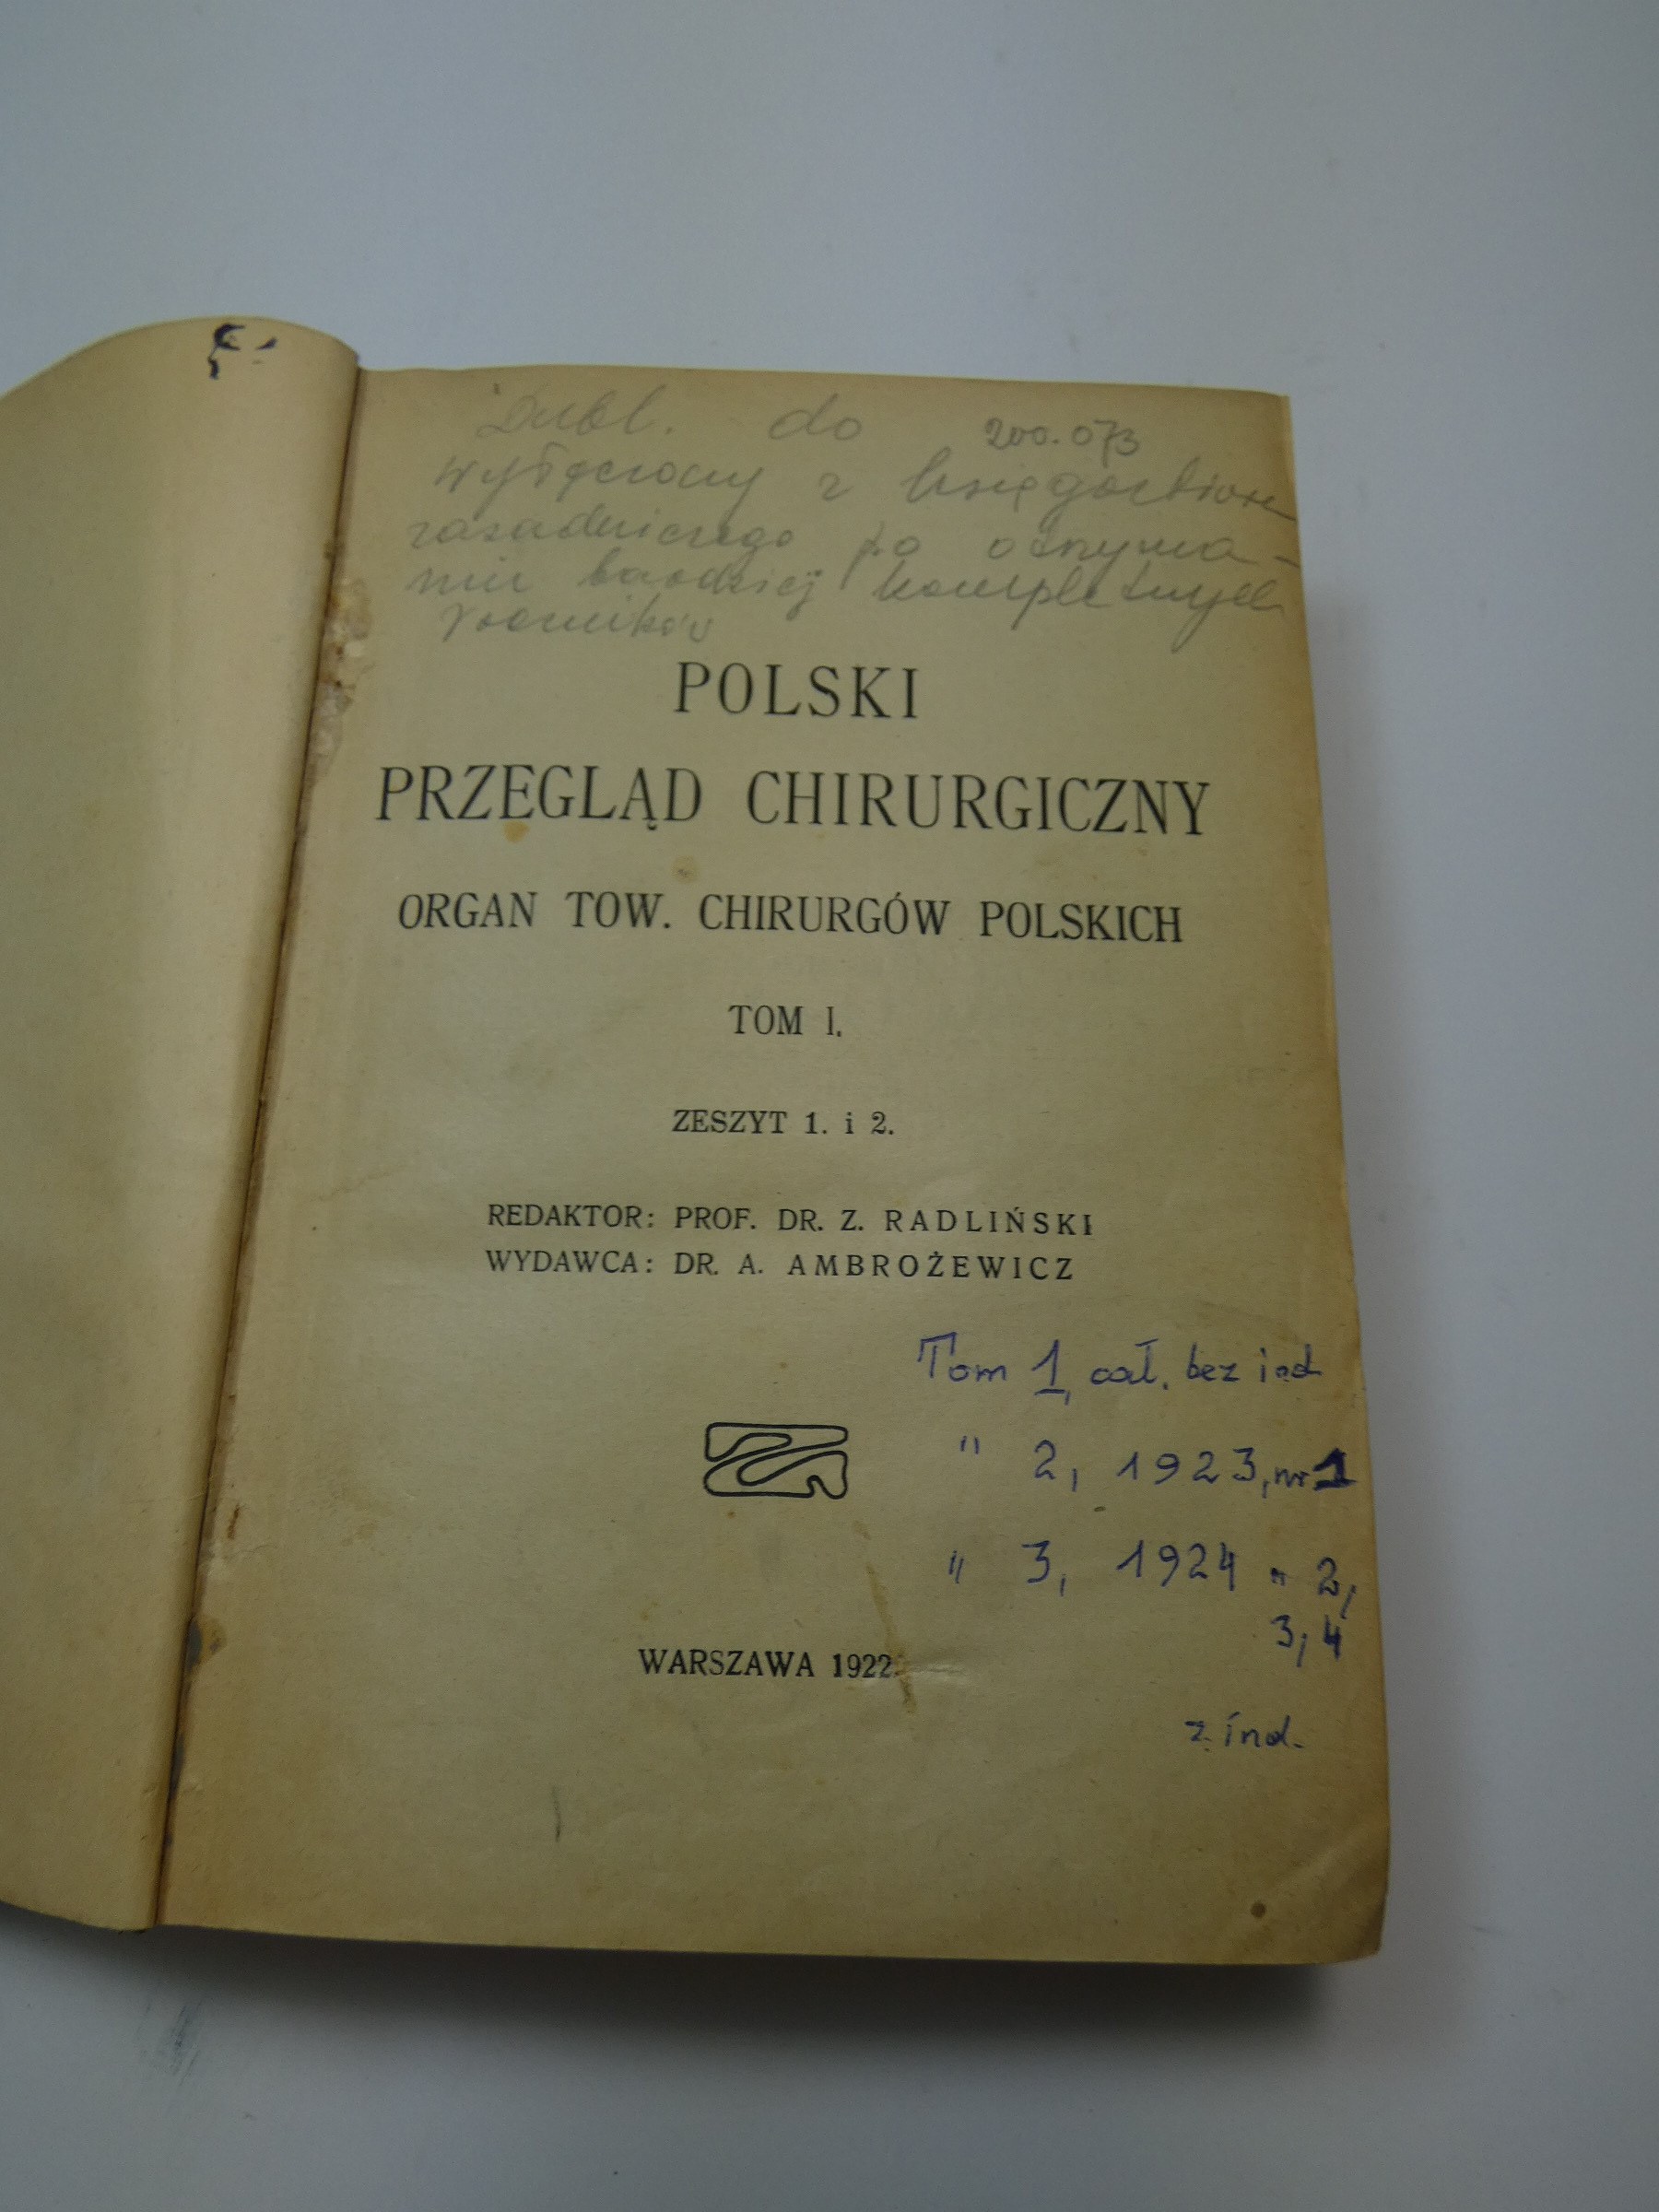 Dubl. do 200.073
wyłączony z księgozbioru
zasadniczego po otrzyma-
niu bardziej kompletnych
roczników
POLSKI
PRZEGLĄD CHIRURGICZNY
ORGAN TOW. CHIRURGÓW POLSKICH
TOM I.
ZESZYT 1. i 2.
REDAKTOR: PROF. DR. Z. RADLIŃSKI
WYDAWCA: DR. A. AMBROŻEWICZ
Tom 1, cał. bez ind
" 2, 1923, nr 1
" 3, 1924 " 2,
3, 4
WARSZAWA 1922.
z ind.